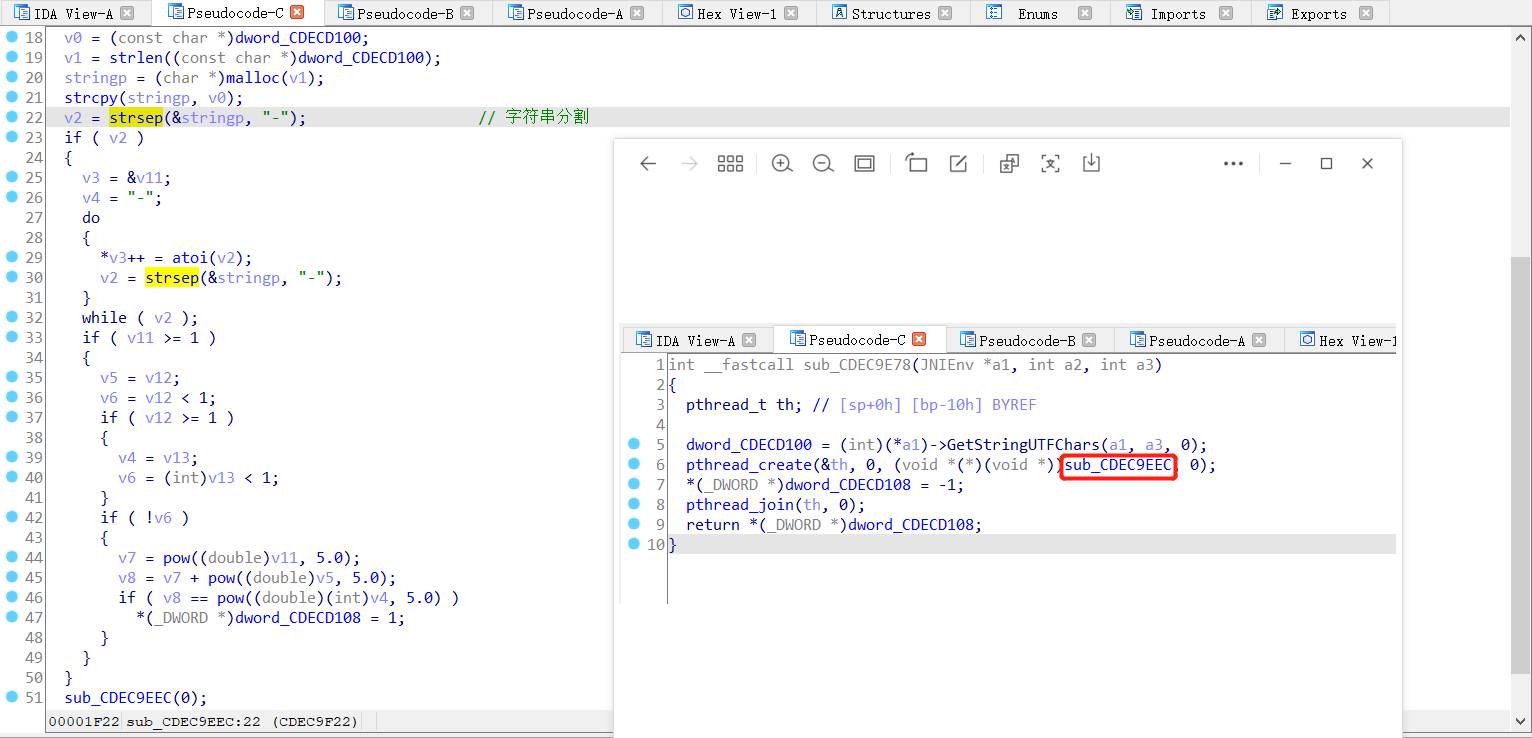 IDA View-A Pseudocode-C Pseudocode-B Pseudocode-A Hex View-1 Structures Enums Imports Exports
18 v0 = (const char *)dword_CDECD100;
19 v1 = strlen((const char *)dword_CDECD100);
20 stringp = (char *)malloc(v1);
21 strcpy(stringp, v0);
22 v2 = strsep(&stringp, "-"); // 字符串分割
23 if ( v2 )
24 {
25 v3 = &v11;
26 v4 = "-";
27 do
28 {
29 *v3++ = atoi(v2);
30 v2 = strsep(&stringp, "-");
31 }
32 while ( v2 );
33 if ( v11 >= 1 )
34 {
35 v5 = v12;
36 v6 = v12 < 1;
37 if ( v12 >= 1 )
38 {
39 v4 = v13;
40 v6 = (int)v13 < 1;
41 }
42 if ( !v6 )
43 {
44 v7 = pow((double)v11, 5.0);
45 v8 = v7 + pow((double)v5, 5.0);
46 if ( v8 == pow((double)(int)v4, 5.0) )
47 *(_DWORD *)dword_CDECD108 = 1;
48 }
49 }
50 }
51 sub_CDEC9EEC(0);
00001F22 sub_CDEC9EEC:22 (CDEC9F22)
IDA View-A Pseudocode-C Pseudocode-B Pseudocode-A Hex View-1
1 int __fastcall sub_CDEC9E78(JNIEnv *a1, int a2, int a3)
2 {
3 pthread_t th; // [sp+0h] [bp-10h] BYREF
4
5 dword_CDECD100 = (int)(*a1)->GetStringUTFChars(a1, a3, 0);
6 pthread_create(&th, 0, (void *(*)(void *))sub_CDEC9EEC, 0);
7 *(_DWORD *)dword_CDECD108 = -1;
8 pthread_join(th, 0);
9 return *(_DWORD *)dword_CDECD108;
10 }